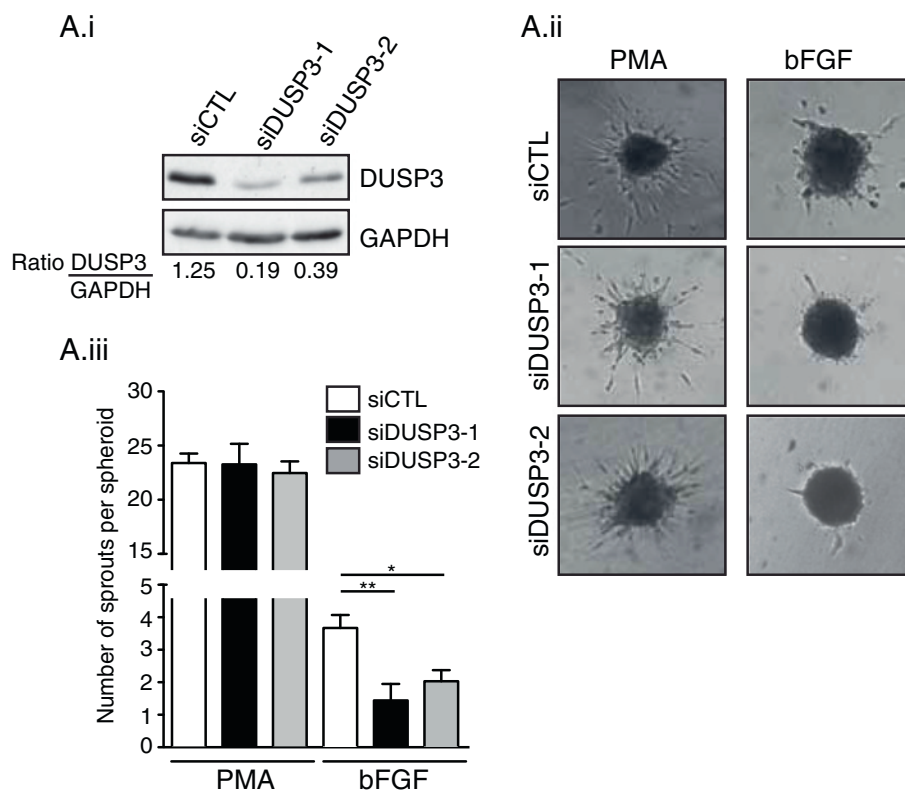 A.i
siCTL
siDUSP3-1
siDUSP3-2
DUSP3
GAPDH
Ratio DUSP3
GAPDH
1.25 0.19 0.39
A.ii
PMA bFGF
siCTL
siDUSP3-1
siDUSP3-2
A.iii
Number of sprouts per spheroid
30
25
20
15
5
4
3
2
1
0
siCTL
siDUSP3-1
siDUSP3-2
*
**
PMA bFGF